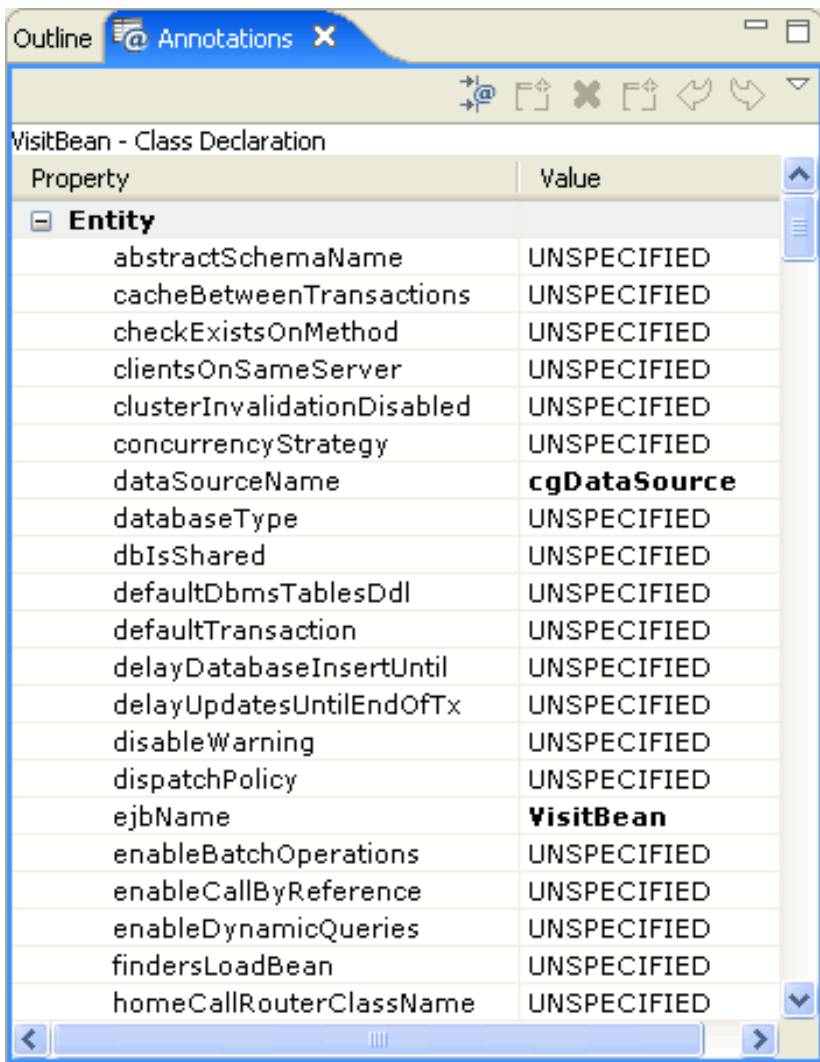 Outline Annotations
VisitBean - Class Declaration
Property Value
Entity
abstractSchemaName UNSPECIFIED
cacheBetweenTransactions UNSPECIFIED
checkExistsOnMethod UNSPECIFIED
clientsOnSameServer UNSPECIFIED
clusterInvalidationDisabled UNSPECIFIED
concurrencyStrategy UNSPECIFIED
dataSourceName cgDataSource
databaseType UNSPECIFIED
dbIsShared UNSPECIFIED
defaultDbmsTablesDdl UNSPECIFIED
defaultTransaction UNSPECIFIED
delayDatabaseInsertUntil UNSPECIFIED
delayUpdatesUntilEndOfTx UNSPECIFIED
disableWarning UNSPECIFIED
dispatchPolicy UNSPECIFIED
ejbName VisitBean
enableBatchOperations UNSPECIFIED
enableCallByReference UNSPECIFIED
enableDynamicQueries UNSPECIFIED
findersLoadBean UNSPECIFIED
homeCallRouterClassName UNSPECIFIED